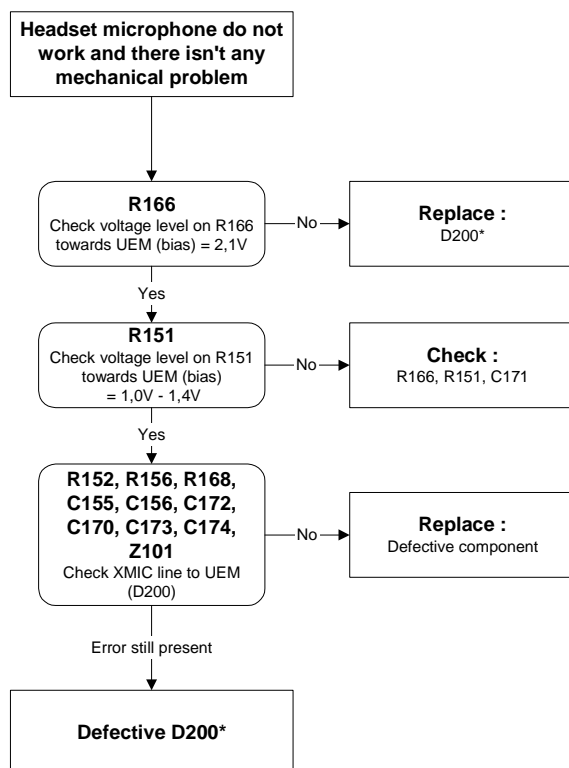 Headset microphone do not
work and there isn't any
mechanical problem
R166
Check voltage level on R166
towards UEM (bias) = 2,1V
No
Replace :
D200*
Yes
R151
Check voltage level on R151
towards UEM (bias)
= 1,0V - 1,4V
No
Check :
R166, R151, C171
Yes
R152, R156, R168,
C155, C156, C172,
C170, C173, C174,
Z101
Check XMIC line to UEM
(D200)
No
Replace :
Defective component
Error still present
Defective D200*